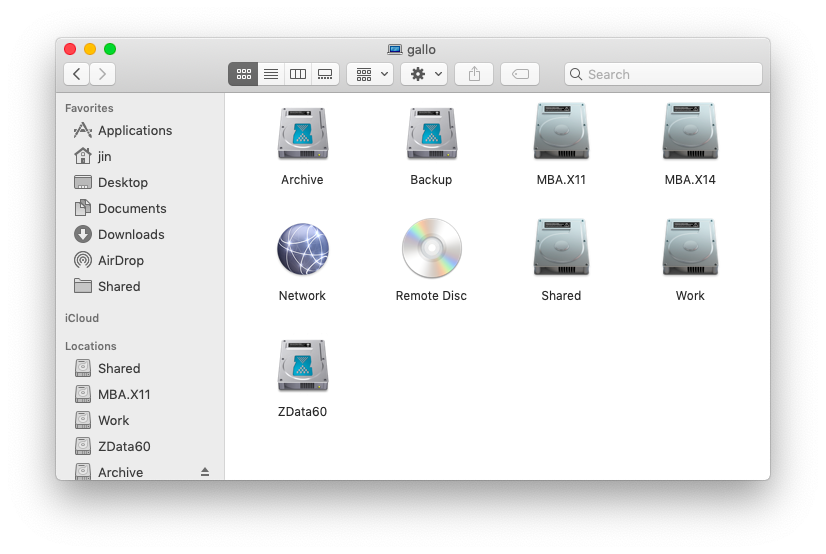 gallo
Search
Favorites
Applications
jin
Desktop
Documents
Downloads
AirDrop
Shared
iCloud
Locations
Shared
MBA.X11
Work
ZData60
Archive
Archive
Backup
MBA.X11
MBA.X14
Network
Remote Disc
Shared
Work
ZData60